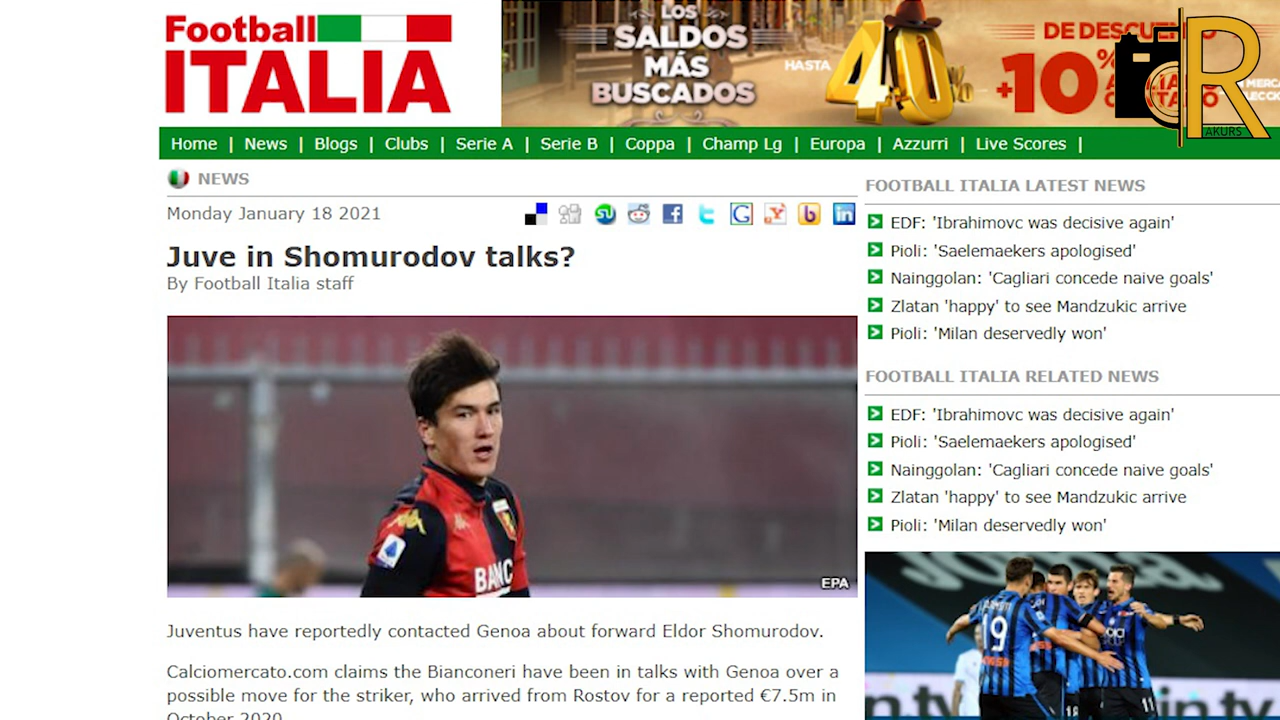 Football
ITALIA
LOS
SALDOS
MÁS
BUSCADOS
HASTA
40%
DE DESCUENTO
+10%
R
AKURS
Home | News | Blogs | Clubs | Serie A | Serie B | Coppa | Champ Lg | Europa | Azzurri | Live Scores |
NEWS
Monday January 18 2021
Juve in Shomurodov talks?
By Football Italia staff
BANC
EPA
Juventus have reportedly contacted Genoa about forward Eldor Shomurodov.
Calciomercato.com claims the Bianconeri have been in talks with Genoa over a
possible move for the striker, who arrived from Rostov for a reported €7.5m in
October 2020
FOOTBALL ITALIA LATEST NEWS
EDF: 'Ibrahimovc was decisive again'
Pioli: 'Saelemaekers apologised'
Nainggolan: 'Cagliari concede naive goals'
Zlatan 'happy' to see Mandzukic arrive
Pioli: 'Milan deservedly won'
FOOTBALL ITALIA RELATED NEWS
EDF: 'Ibrahimovc was decisive again'
Pioli: 'Saelemaekers apologised'
Nainggolan: 'Cagliari concede naive goals'
Zlatan 'happy' to see Mandzukic arrive
Pioli: 'Milan deservedly won'
19